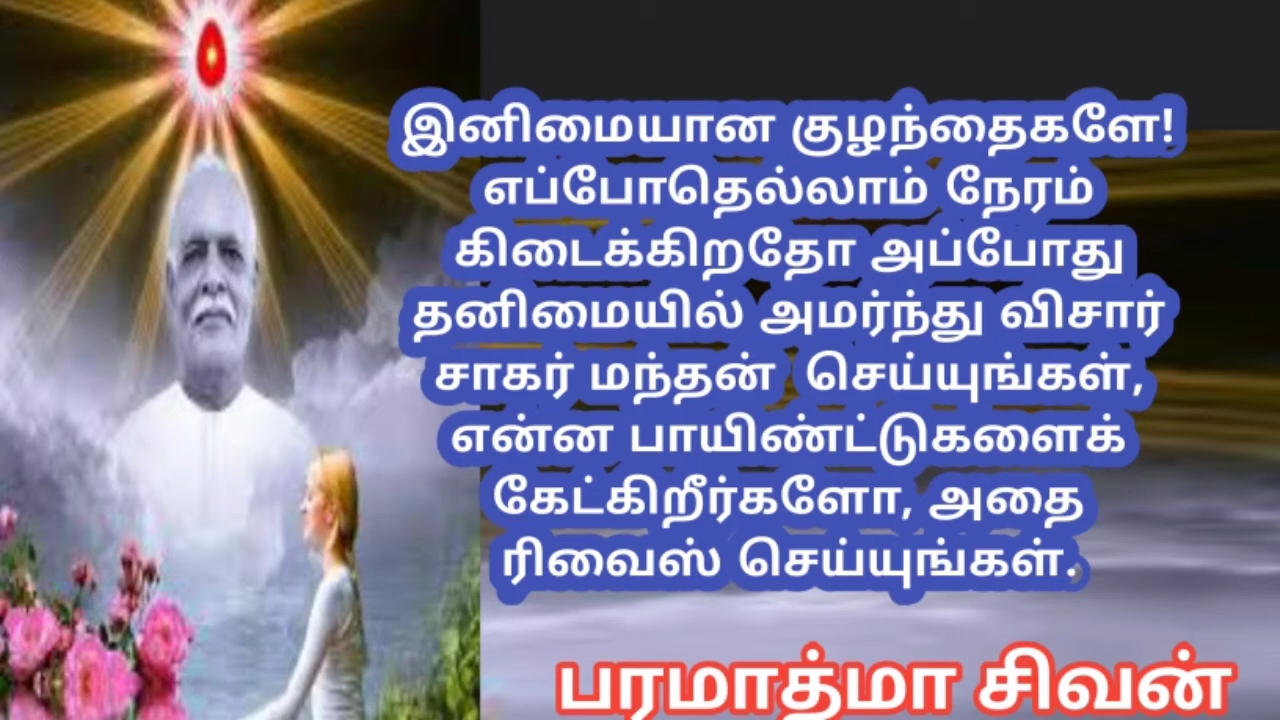 இனிமையான குழந்தைகளே!
எப்போதெல்லாம் நேரம்
கிடைக்கிறதோ அப்போது
தனிமையில் அமர்ந்து விசார்
சாகர் மந்தன் செய்யுங்கள்,
என்ன பாயிண்ட்டுகளைக்
கேட்கிறீர்களோ, அதை
ரிவைஸ் செய்யுங்கள்.
பரமாத்மா சிவன்